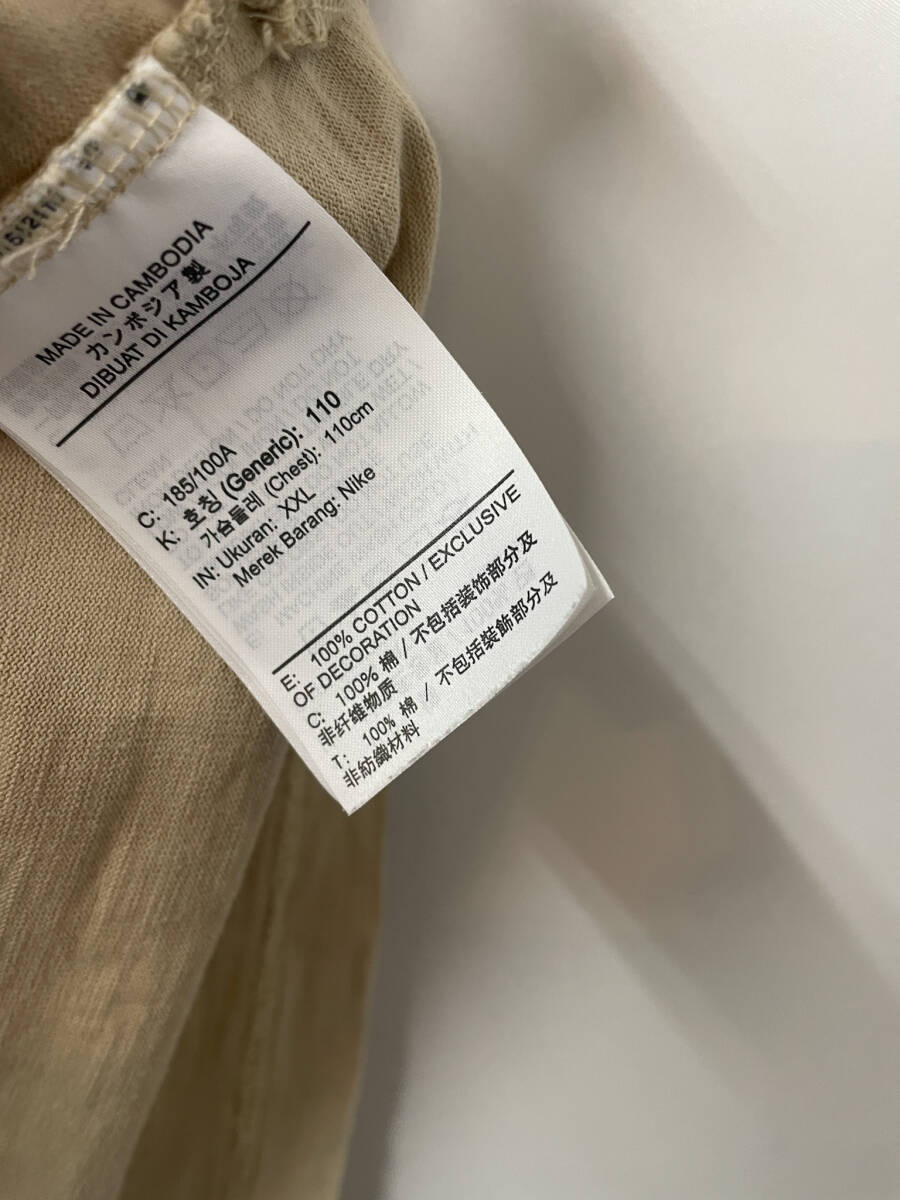 MADE IN CAMBODIA
カンボジア製
DIBUAT DI KAMBOJA
C: 185/100A
K: 호칭 (Generic): 110
가슴둘레 (Chest): 110cm
IN: Ukuran: XXL
Merek Barang: Nike
E: 100% COTTON / EXCLUSIVE
OF DECORATION
C: 100% 棉 / 不包括装饰部分及
非纤维物质
T: 100% 棉 / 不包括裝飾部分及
非紡織材料